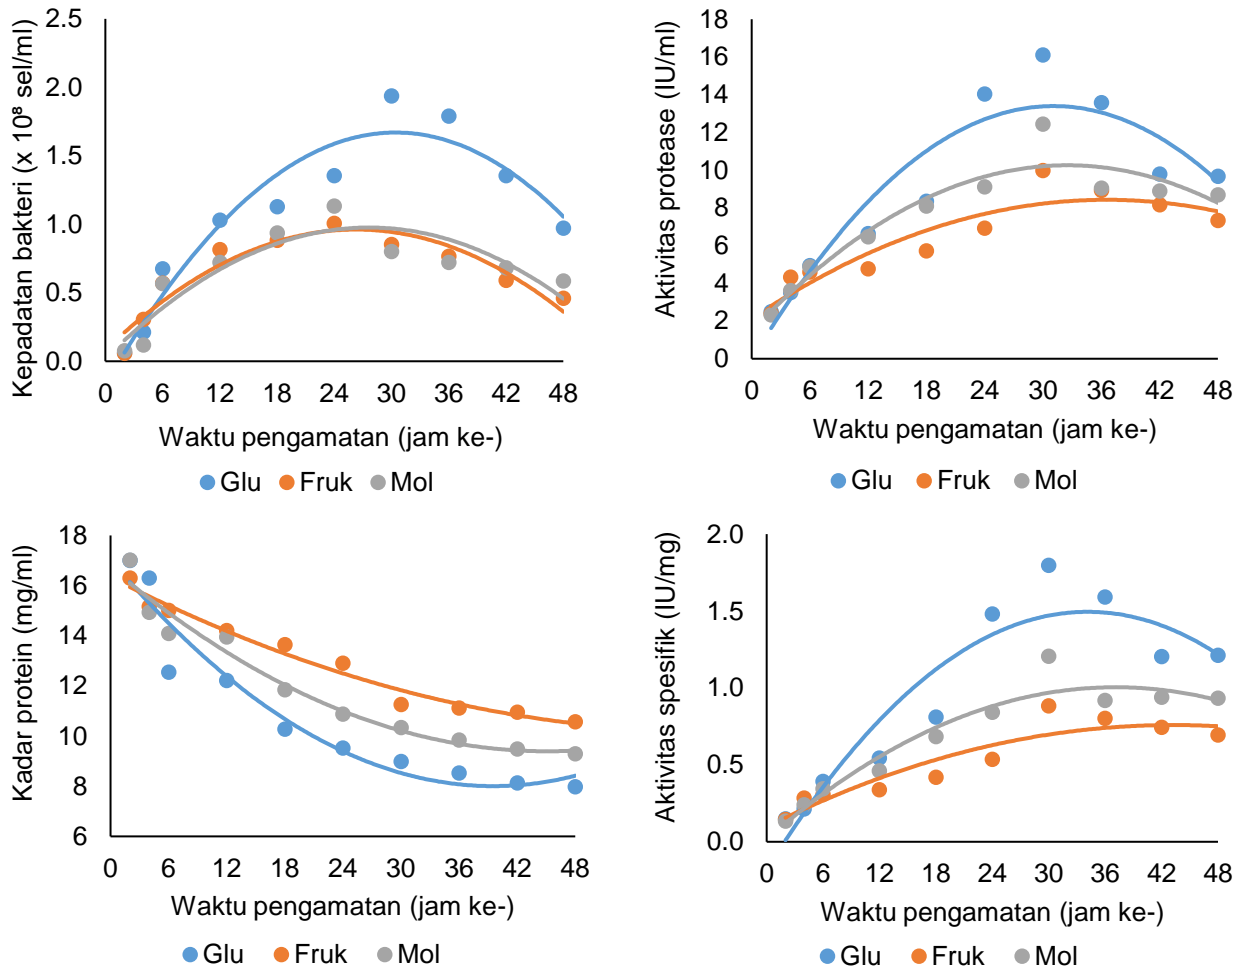 Kepadatan bakteri (x 10⁸ sel/ml)
2.5
2.0
1.5
1.0
0.5
0.0
0 6 12 18 24 30 36 42 48
Waktu pengamatan (jam ke-)
Glu Fruk Mol
Aktivitas protease (IU/ml)
18
16
14
12
10
8
6
4
2
0
0 6 12 18 24 30 36 42 48
Waktu pengamatan (jam ke-)
Glu Fruk Mol
Kadar protein (mg/ml)
18
16
14
12
10
8
6
0 6 12 18 24 30 36 42 48
Waktu pengamatan (jam ke-)
Glu Fruk Mol
Aktivitas spesifik (IU/mg)
2.0
1.5
1.0
0.5
0.0
0 6 12 18 24 30 36 42 48
Waktu pengamatan (jam ke-)
Glu Fruk Mol